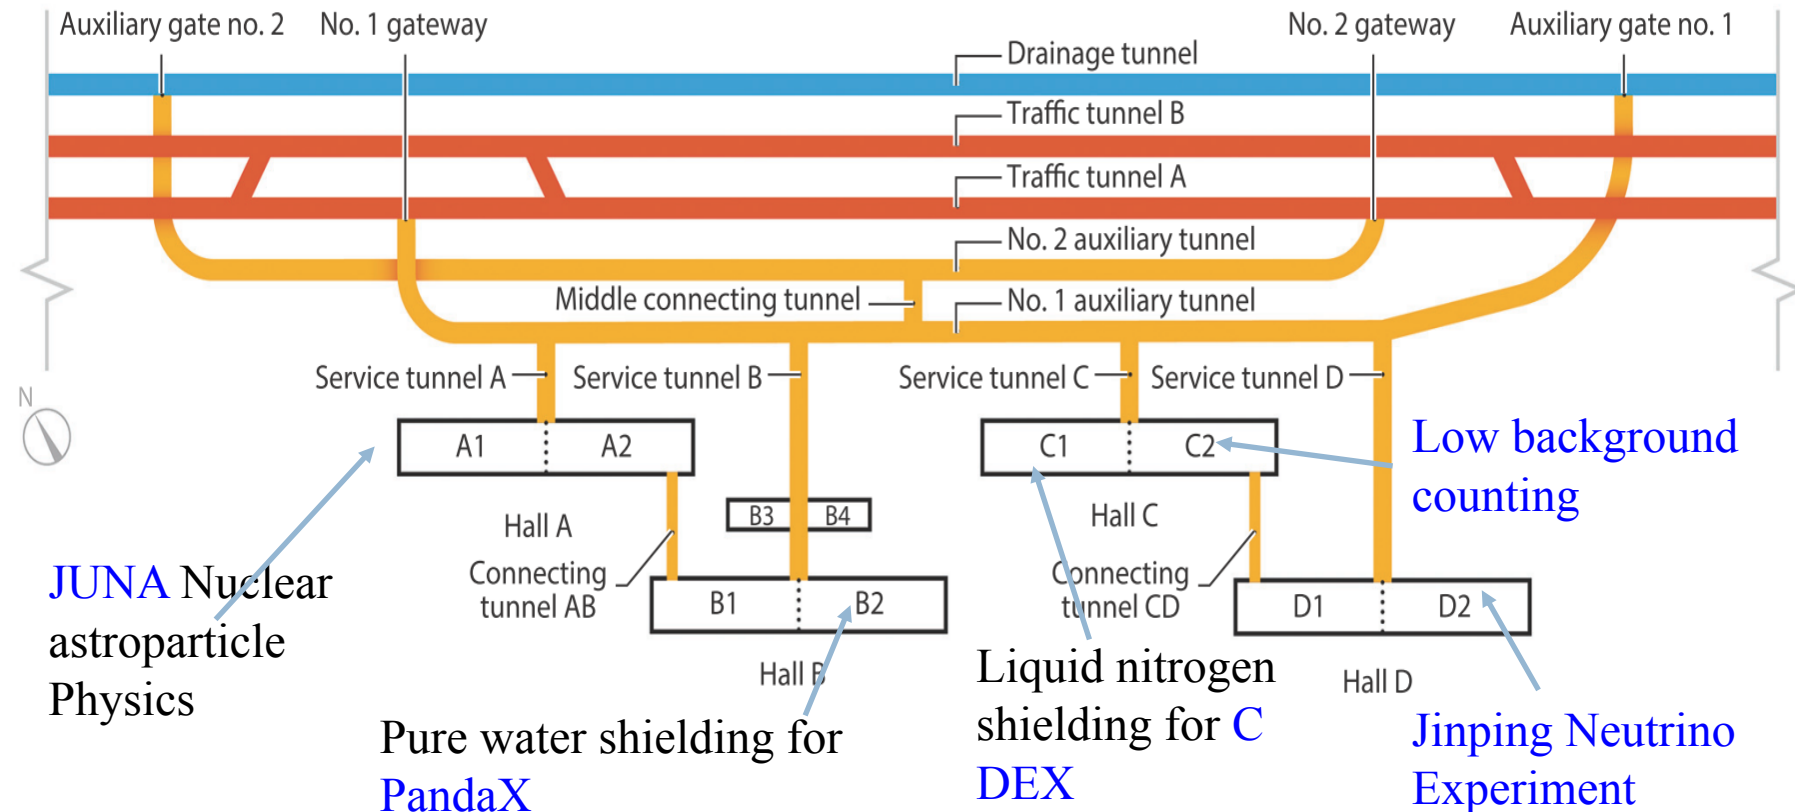 Auxiliary gate no. 2
No. 1 gateway
No. 2 gateway
Auxiliary gate no. 1
Drainage tunnel
Traffic tunnel B
Traffic tunnel A
No. 2 auxiliary tunnel
Middle connecting tunnel
No. 1 auxiliary tunnel
N
Service tunnel A
Service tunnel B
Service tunnel C
Service tunnel D
A1
A2
C1
C2
Low background
counting
B3
B4
Hall A
Hall C
Connecting
tunnel AB
Connecting
tunnel CD
B1
B2
D1
D2
JUNA Nuclear
astroparticle
Physics
Hall B
Hall D
Pure water shielding for
PandaX
Liquid nitrogen
shielding for C
DEX
Jinping Neutrino
Experiment